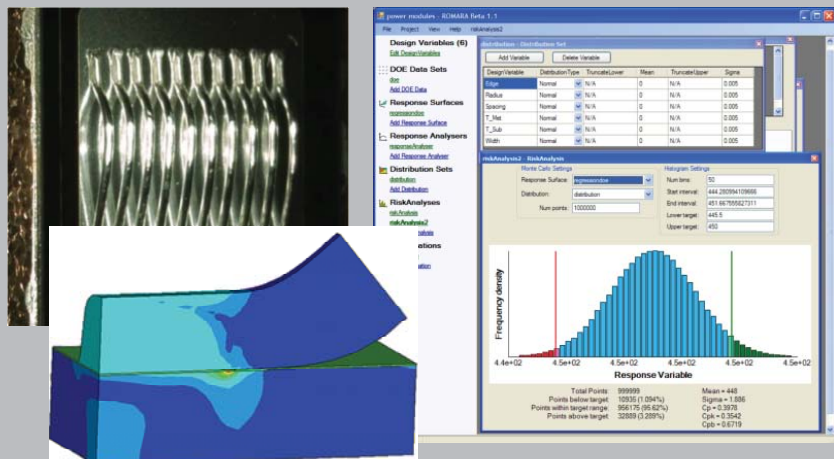 power modules - ROMARA Beta 1.1
File Project View Help riskAnalysis2
Design Variables (6)
Edit DesignVariables
DOE Data Sets
doe
Add DOE Data
Response Surfaces
regressiondoe
Add Response Surface
Response Analysers
responseAnalyser
Add Response Analyser
Distribution Sets
distribution
Add Distribution
RiskAnalyses
riskAnalysis
riskAnalysis2
distribution - Distribution Set
Add Variable Delete Variable
DesignVariable DistributionType TruncateLower Mean TruncateUpper Sigma
Edge Normal N/A 0 N/A 0.005
Radius Normal N/A 0 N/A 0.005
Spacing Normal N/A 0 N/A 0.005
T_Met Normal N/A 0 N/A 0.005
T_Sub Normal N/A 0 N/A 0.005
Width Normal N/A 0 N/A 0.005
riskAnalysis2 - RiskAnalysis
Monte Carlo Settings
Response Surface: regressiondoe
Distribution: distribution
Num points: 1000000
Histogram Settings
Num bins: 50
Start interval: 444.280994109666
End interval: 451.667555827311
Lower target: 445.5
Upper target: 450
Frequency density
4.4e+02 4.5e+02 4.5e+02 4.5e+02 4.5e+02
Response Variable
Total Points: 999999 Mean = 448
Points below target: 10935 (1.094%) Sigma = 1.886
Points within target range: 956175 (95.62%) Cp = 0.3978
Points above target: 32889 (3.289%) Cpk = 0.3542
Cpb = 0.6719